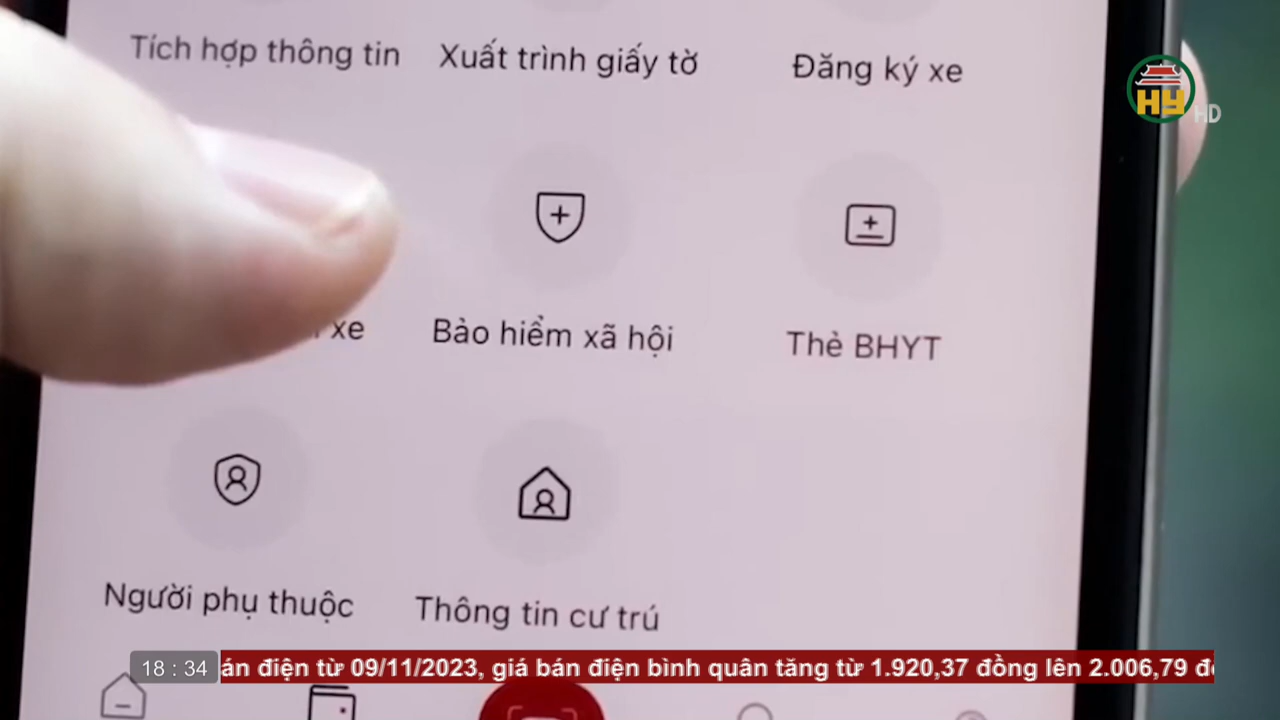 Tích hợp thông tin
Xuất trình giấy tờ
Đăng ký xe
HY HD
xe
Bảo hiểm xã hội
Thẻ BHYT
Người phụ thuộc
Thông tin cư trú
18 : 34
án điện từ 09/11/2023, giá bán điện bình quân tăng từ 1.920,37 đồng lên 2.006,79